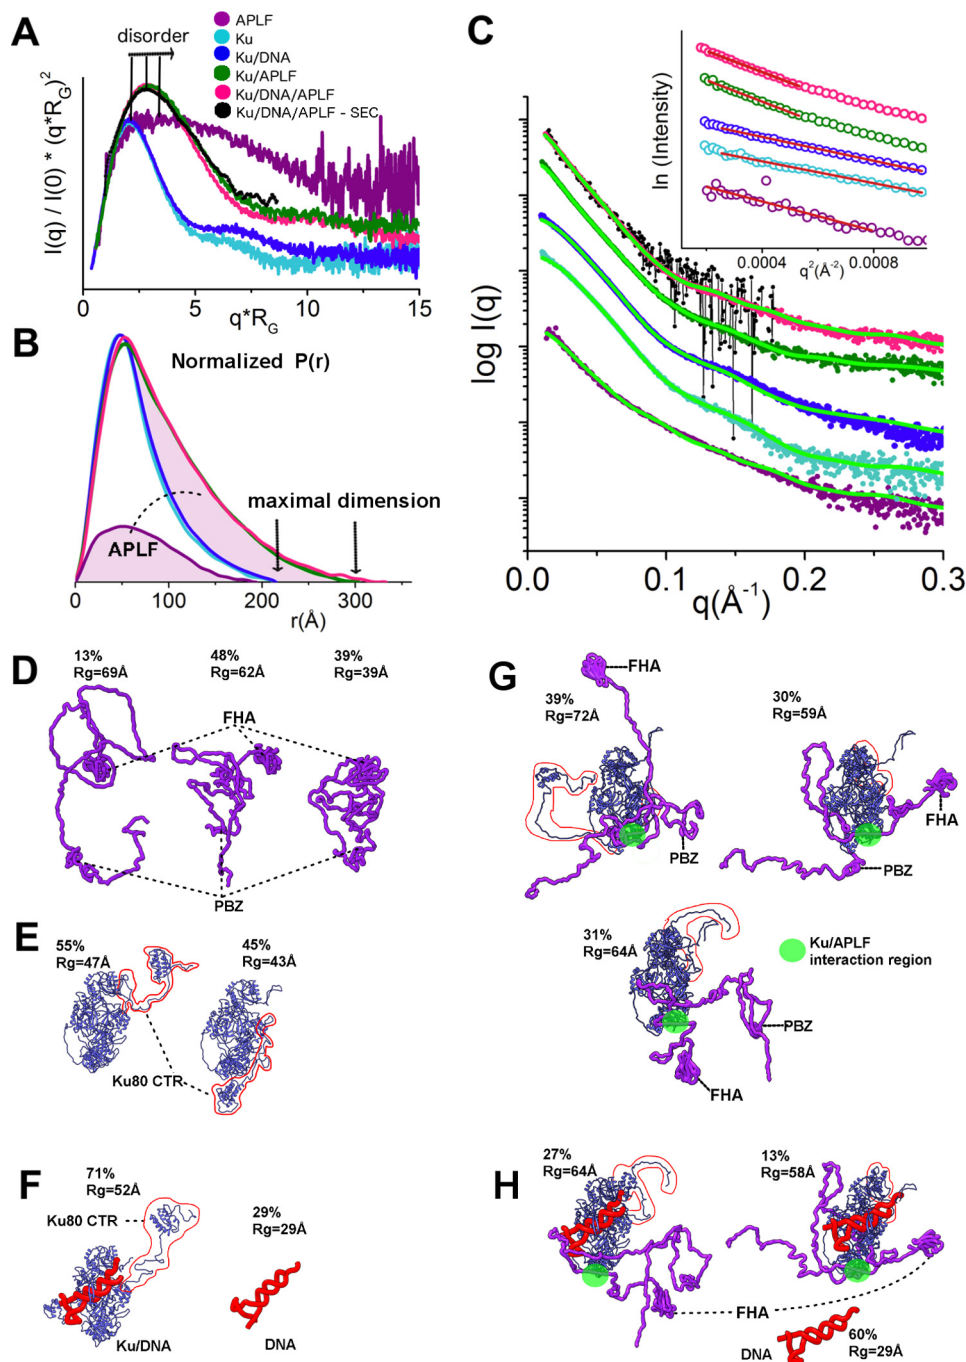 A
disorder
APLF
Ku
Ku/DNA
Ku/APLF
Ku/DNA/APLF
Ku/DNA/APLF - SEC
I(q) / I(0) * (q*R_G)²
0
5
10
15
q*R_G
B
Normalized P(r)
maximal dimension
APLF
0
100
200
300
r(Å)
C
ln (Intensity)
0.0004
0.0008
q²(Å⁻²)
log I(q)
0.0
0.1
0.2
0.3
q(Å⁻¹)
D
13%
Rg=69Å
48%
Rg=62Å
39%
Rg=39Å
FHA
PBZ
E
55%
Rg=47Å
45%
Rg=43Å
Ku80 CTR
F
71%
Rg=52Å
Ku80 CTR
29%
Rg=29Å
Ku/DNA
DNA
G
FHA
39%
Rg=72Å
30%
Rg=59Å
FHA
PBZ
PBZ
31%
Rg=64Å
Ku/APLF
interaction region
PBZ
FHA
H
27%
Rg=64Å
13%
Rg=58Å
FHA
DNA
60%
Rg=29Å